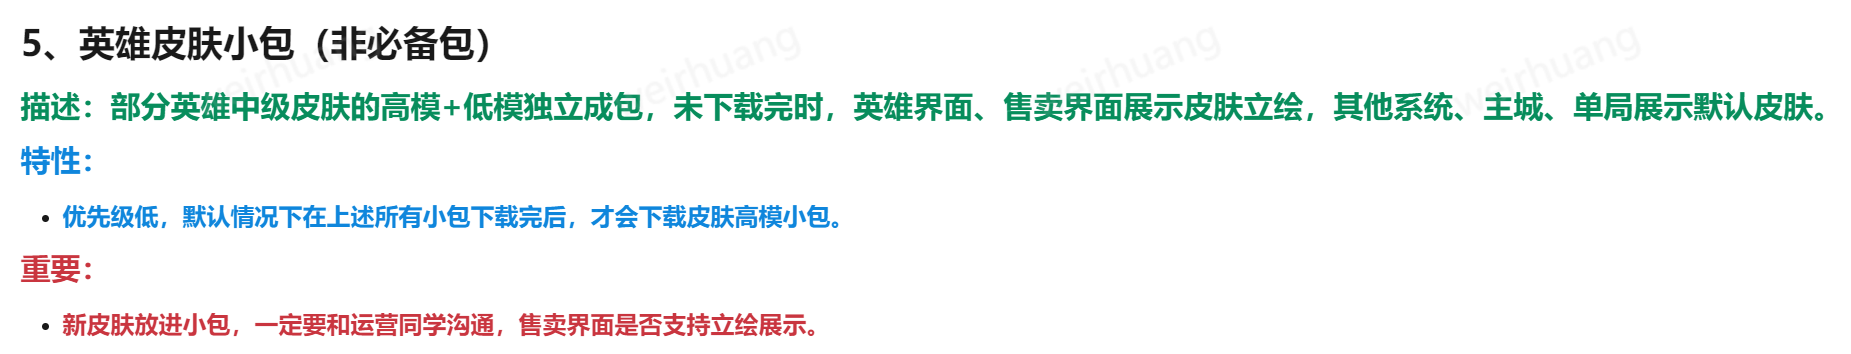 5、英雄皮肤小包（非必备包）
描述：部分英雄中级皮肤的高模+低模独立成包，未下载完时，英雄界面、售卖界面展示皮肤立绘，其他系统、主城、单局展示默认皮肤。
特性：
• 优先级低，默认情况下在上述所有小包下载完后，才会下载皮肤高模小包。
重要：
• 新皮肤放进小包，一定要和运营同学沟通，售卖界面是否支持立绘展示。
weirhuang
weirhuang
weirhuang
weirhuang